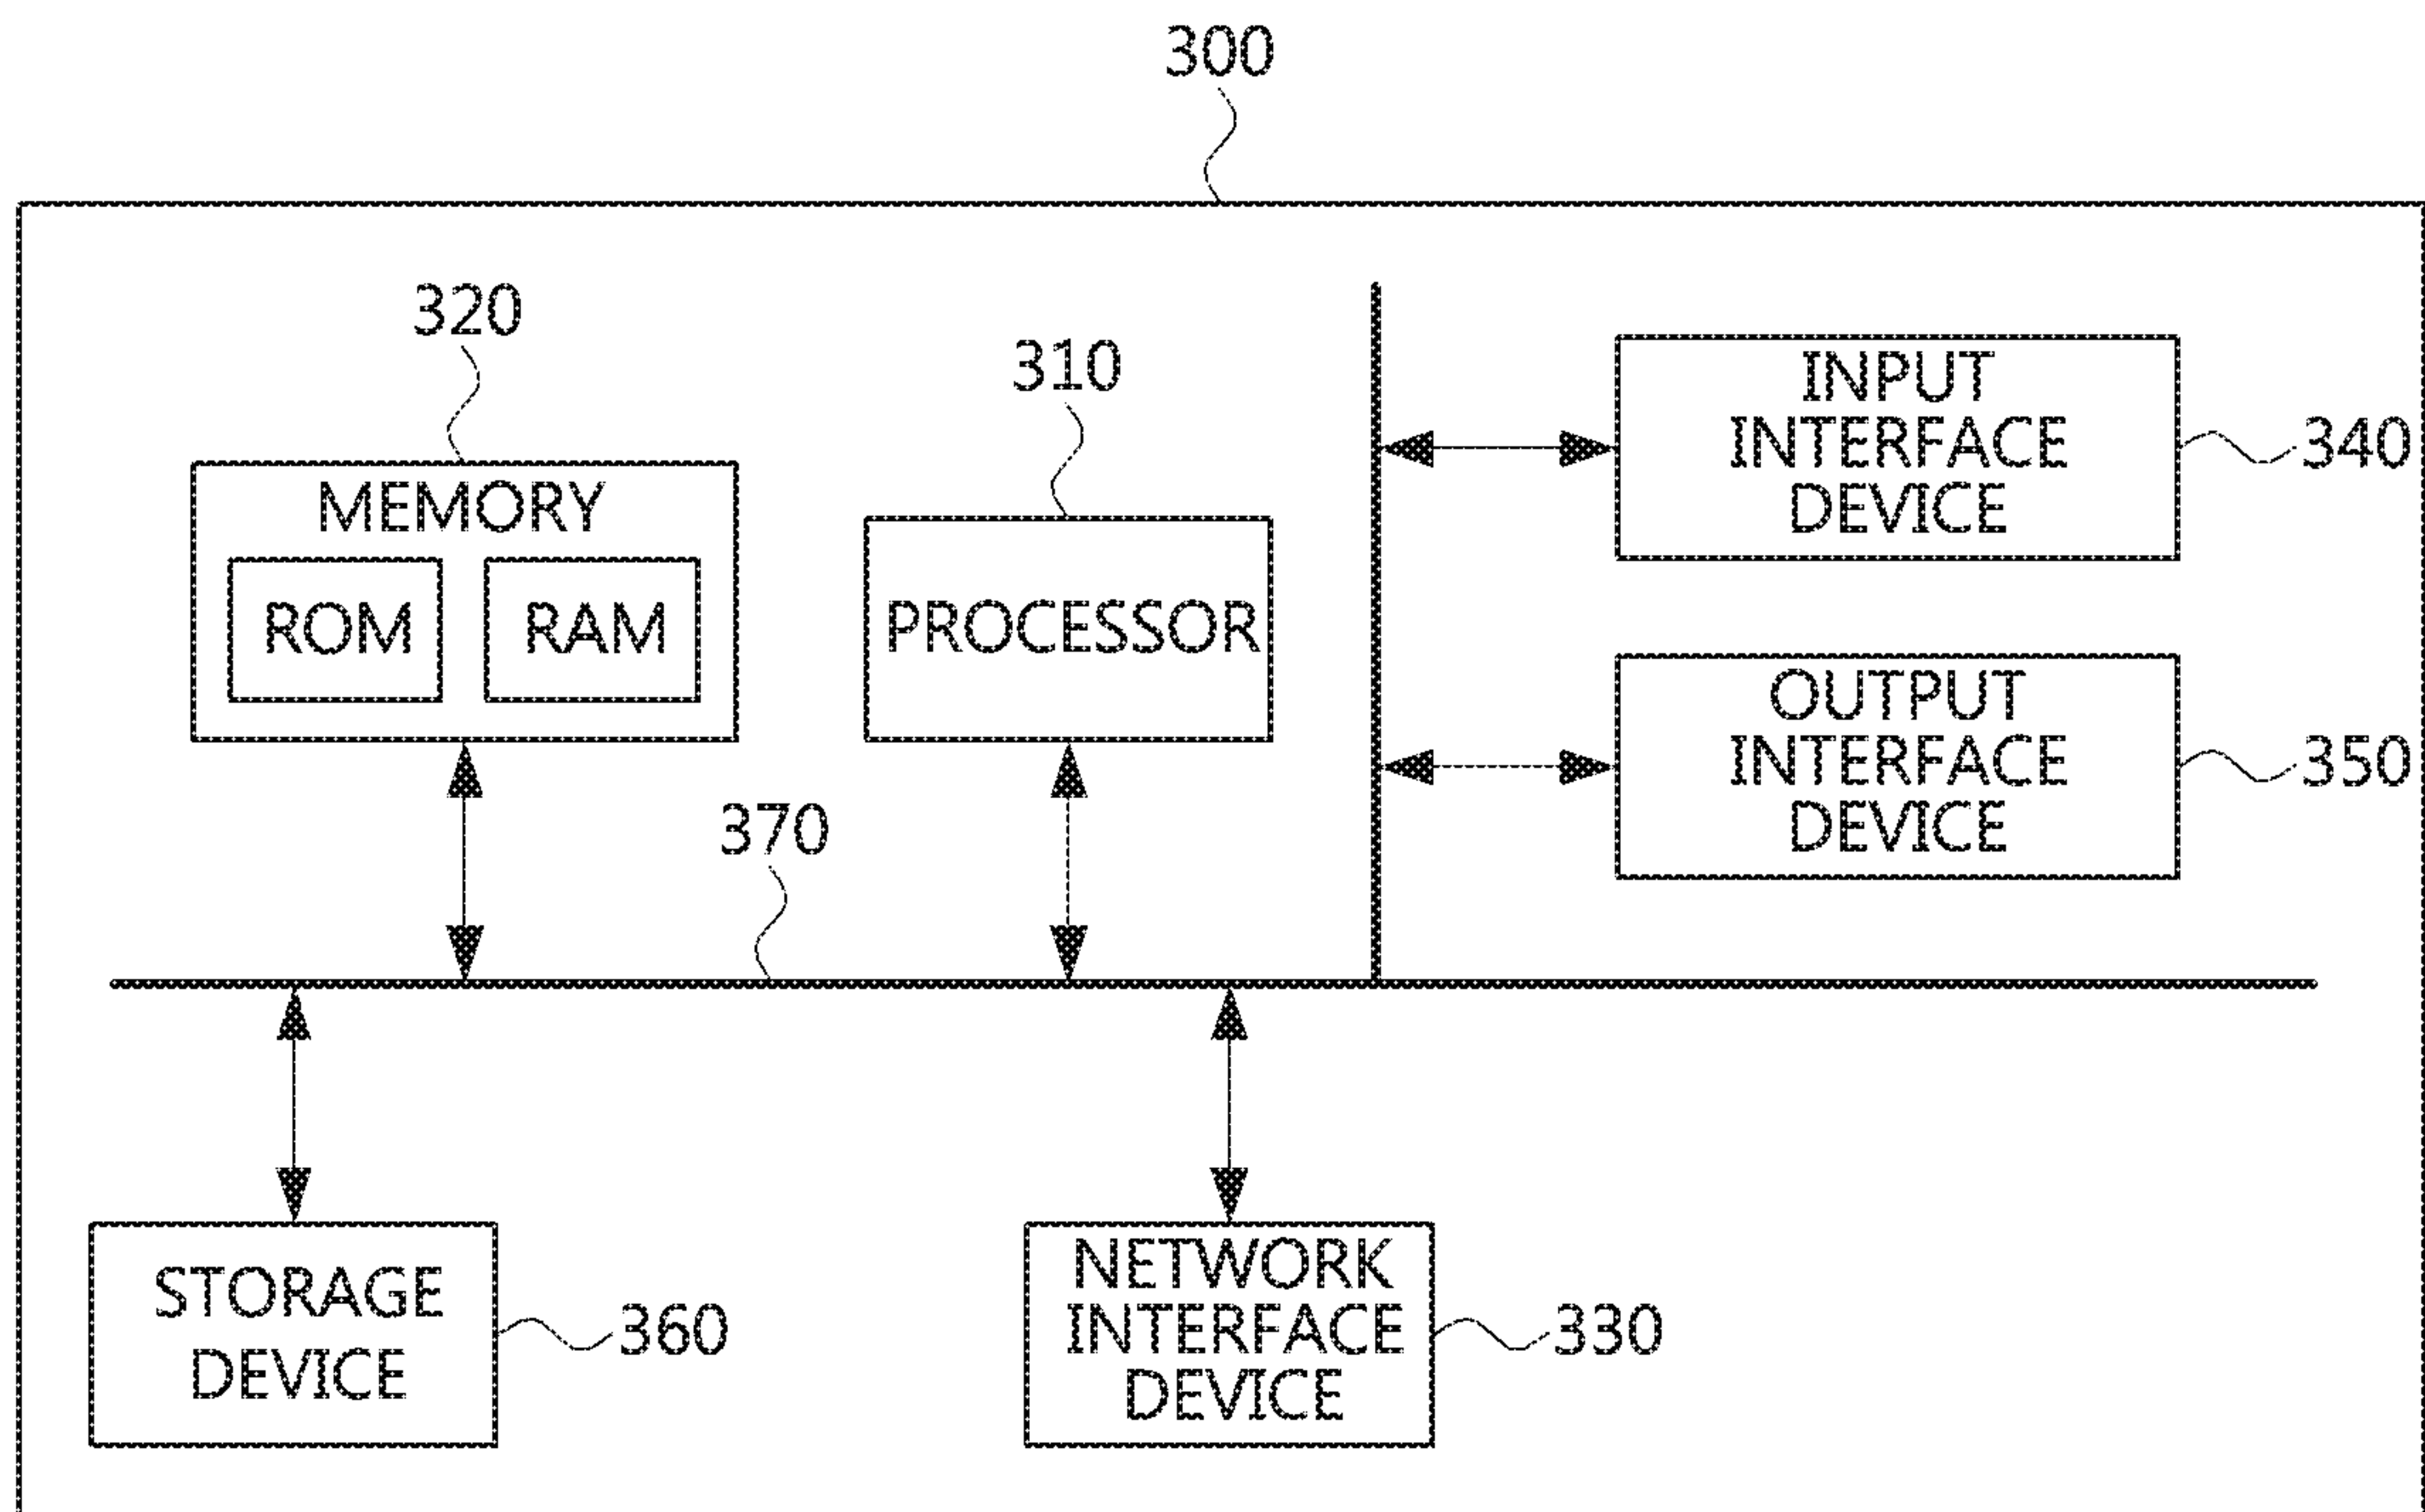 300
320
310
MEMORY
ROM
RAM
PROCESSOR
INPUT
INTERFACE
DEVICE
340
OUTPUT
INTERFACE
DEVICE
350
370
STORAGE
DEVICE
360
NETWORK
INTERFACE
DEVICE
330